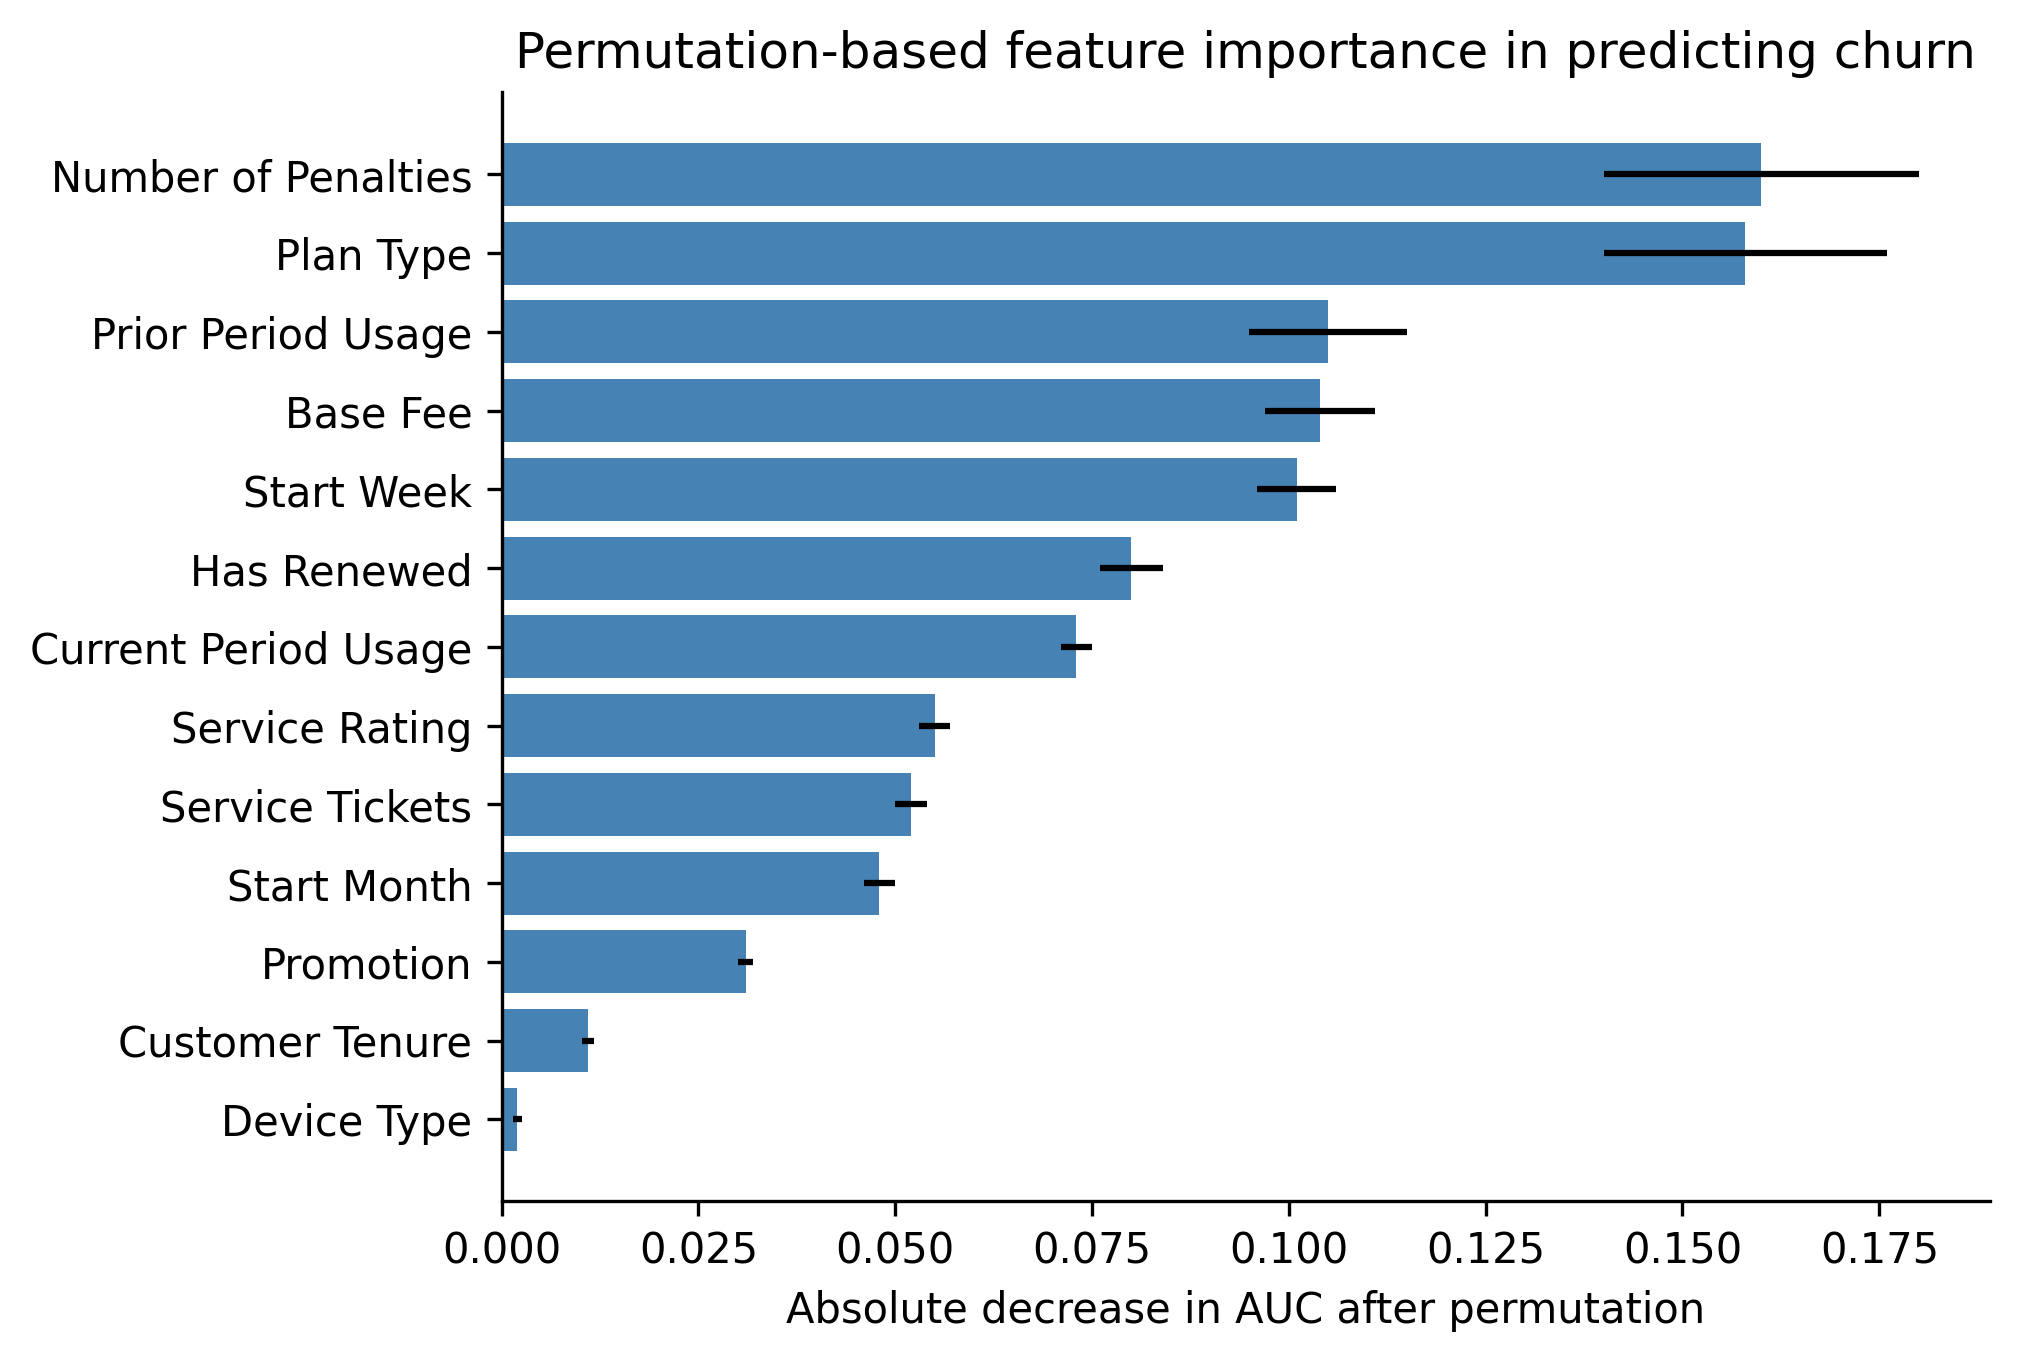 Permutation-based feature importance in predicting churn
Number of Penalties
Plan Type
Prior Period Usage
Base Fee
Start Week
Has Renewed
Current Period Usage
Service Rating
Service Tickets
Start Month
Promotion
Customer Tenure
Device Type
0.000 0.025 0.050 0.075 0.100 0.125 0.150 0.175
Absolute decrease in AUC after permutation